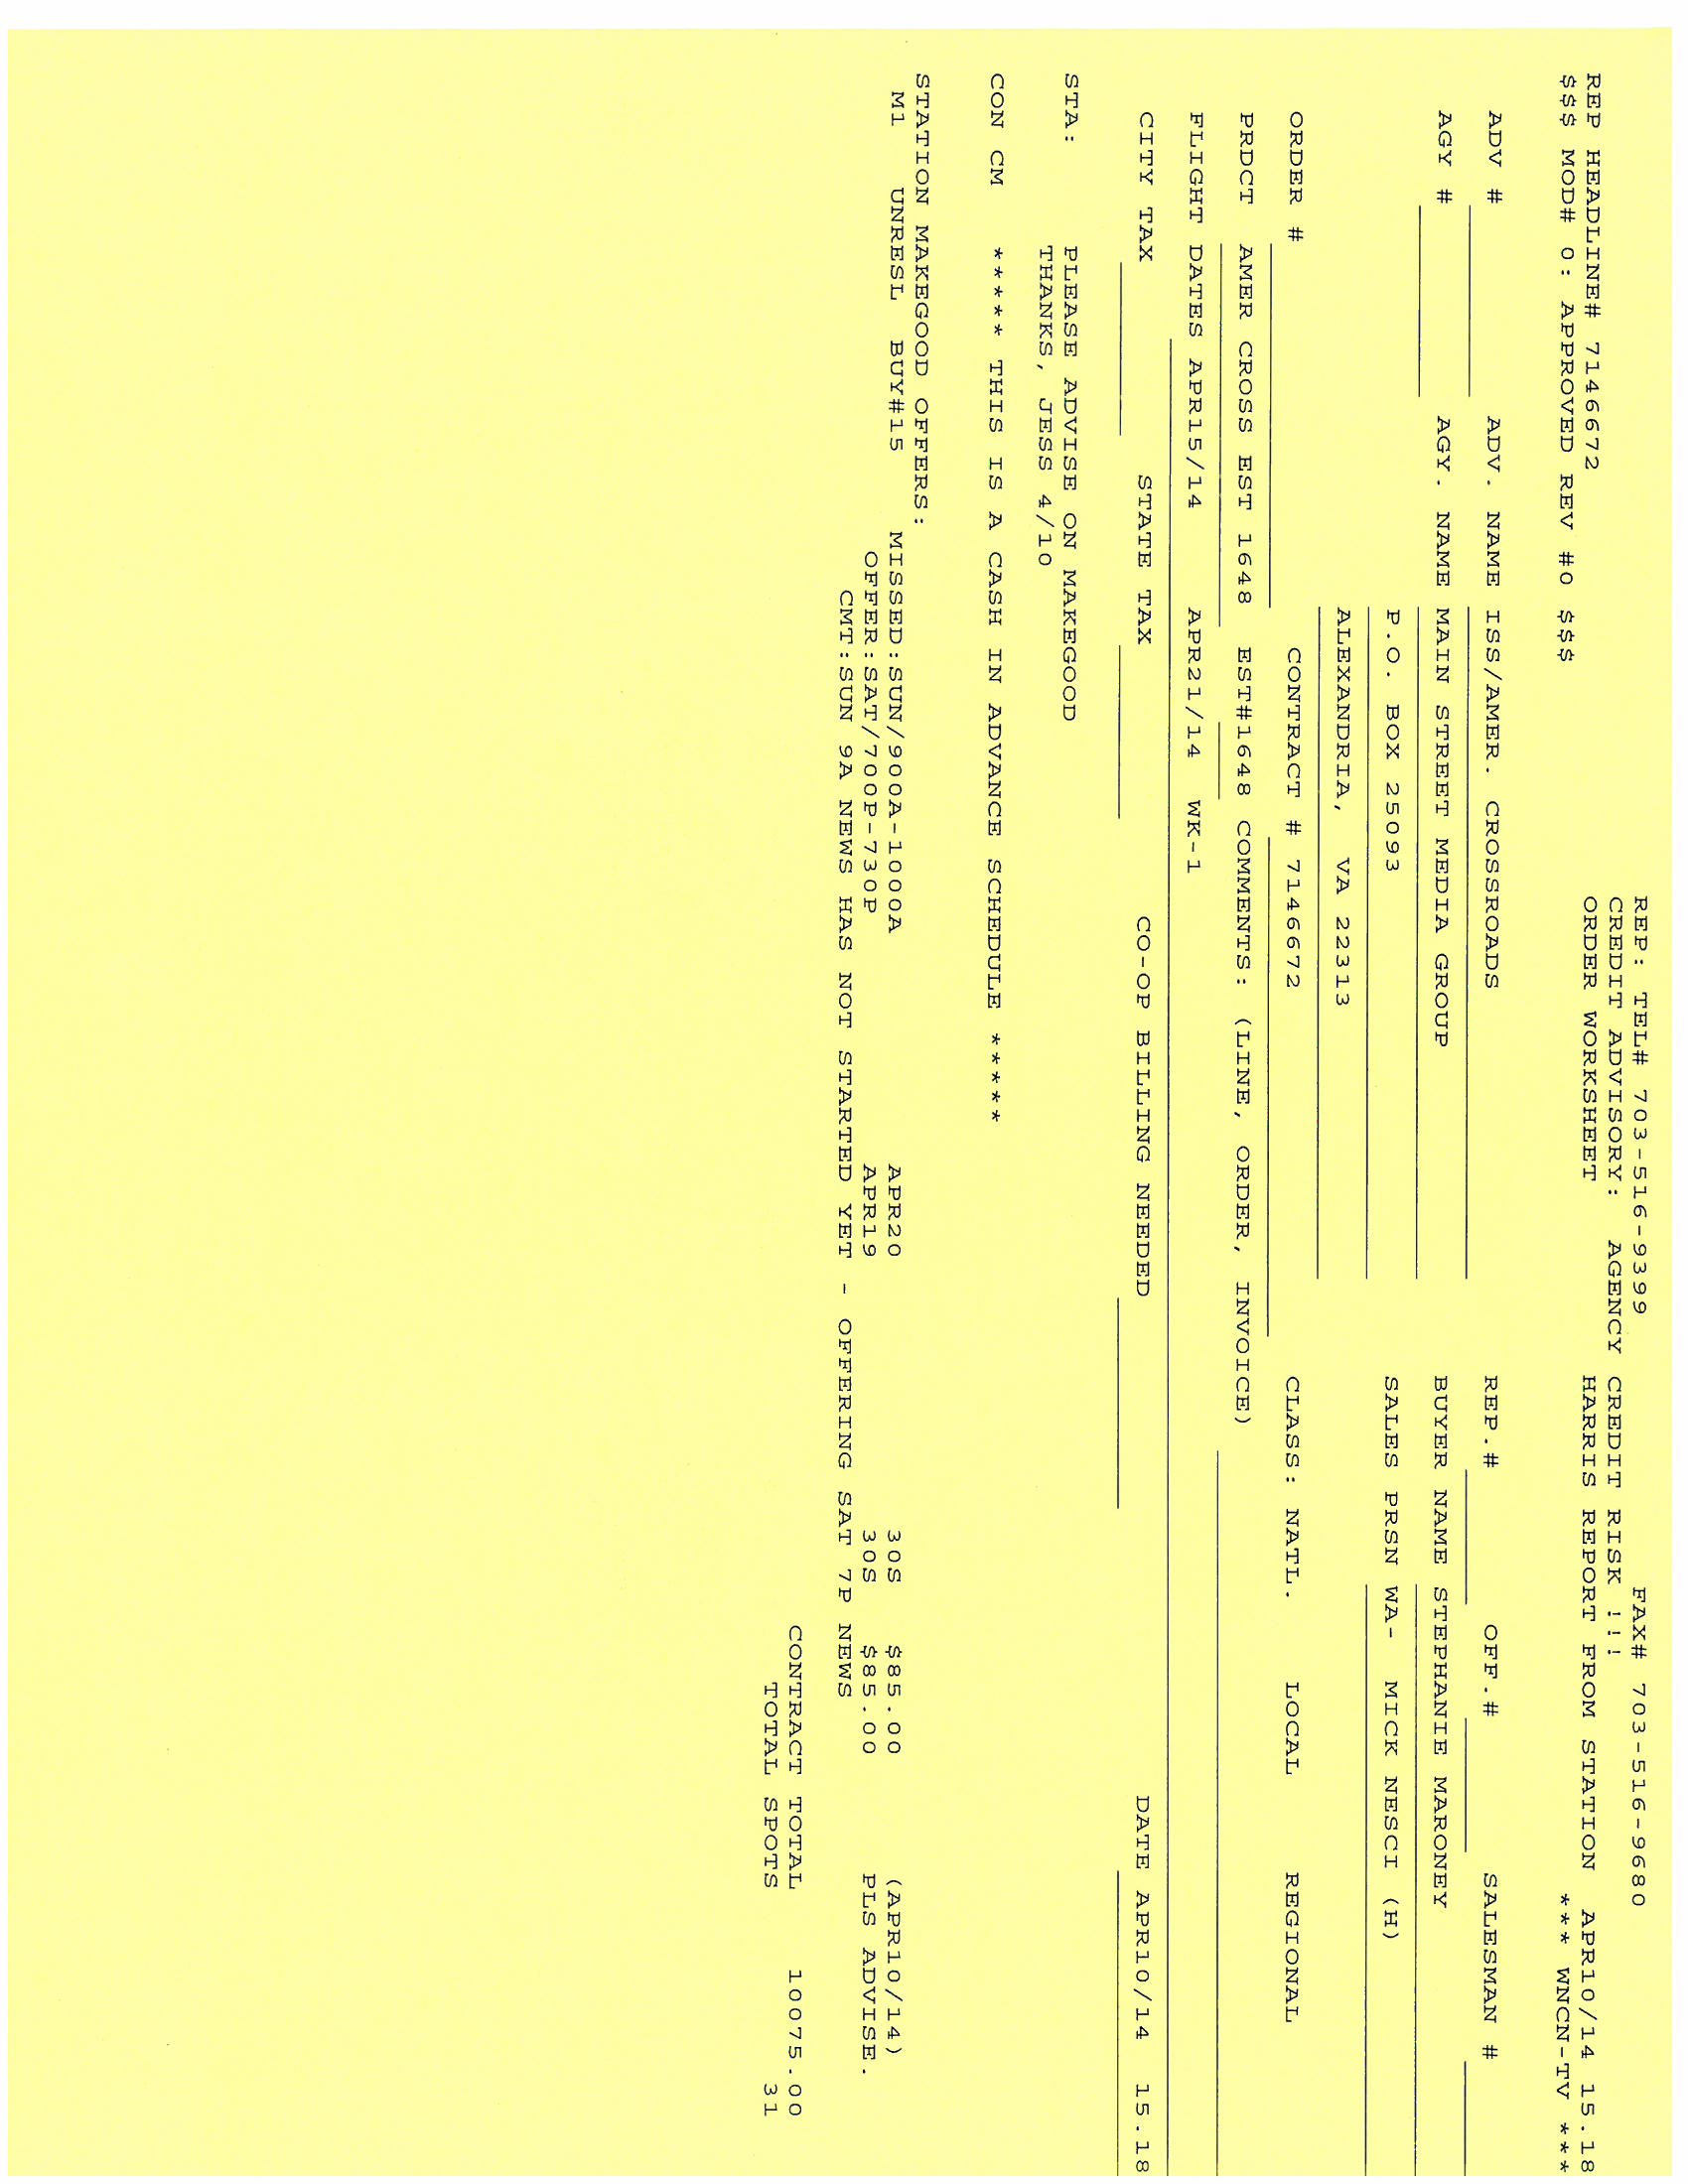 REP: TEL# 703-516-9399 FAX# 703-516-9680
CREDIT ADVISORY: AGENCY CREDIT RISK !!!
REP HEADLINE# 7146672 ORDER WORKSHEET HARRIS REPORT FROM STATION APR10/14 15.18
$$$ MOD# 0: APPROVED REV #0 $$$ *** WNCN-TV ***
ADV # ADV. NAME ISS/AMER. CROSSROADS REP.# OFF.# SALESMAN #
AGY # AGY. NAME MAIN STREET MEDIA GROUP BUYER NAME STEPHANIE MARONEY
P.O. BOX 25093 SALES PRSN WA- MICK NESCI (H)
ALEXANDRIA, VA 22313
ORDER # CONTRACT # 7146672 CLASS: NATL. LOCAL REGIONAL
PRDCT AMER CROSS EST 1648 EST#1648 COMMENTS: (LINE, ORDER, INVOICE)
FLIGHT DATES APR15/14 APR21/14 WK-1
CITY TAX STATE TAX CO-OP BILLING NEEDED DATE APR10/14 15.18
STA: PLEASE ADVISE ON MAKEGOOD
THANKS, JESS 4/10
CON CM ***** THIS IS A CASH IN ADVANCE SCHEDULE *****
STATION MAKEGOOD OFFERS:
M1 UNRESL BUY#15 MISSED:SUN/900A-1000A APR20 30S $85.00 (APR10/14)
OFFER:SAT/700P-730P APR19 30S $85.00 PLS ADVISE.
CMT:SUN 9A NEWS HAS NOT STARTED YET - OFFERING SAT 7P NEWS
CONTRACT TOTAL 10075.00
TOTAL SPOTS 31